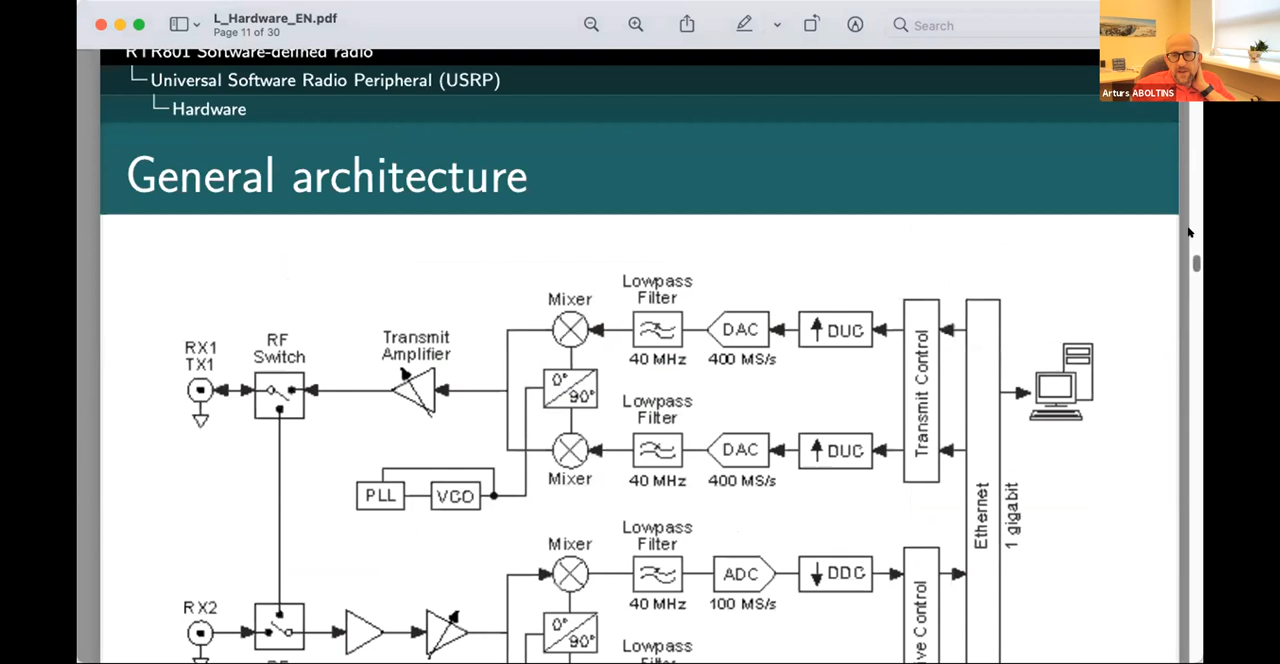 L_Hardware_EN.pdf
Page 11 of 30
Search
Arturs ABOLTINS
RTR801 Software-defined radio
Universal Software Radio Peripheral (USRP)
Hardware
General architecture
Lowpass
Filter
Mixer
DAC
DUC
40 MHz
400 MS/s
Transmit
Amplifier
RF
Switch
RX1
TX1
0°
90°
Lowpass
Filter
DAC
DUC
Mixer
40 MHz
400 MS/s
Transmit Control
PLL
VCO
Ethernet
1 gigabit
Lowpass
Filter
Mixer
ADC
DDC
40 MHz
100 MS/s
RX2
0°
90°
Lowpass